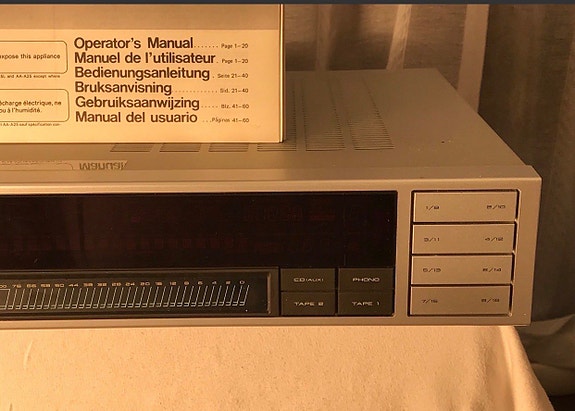 Operator's Manual....... Page 1–20
Manuel de l'utilisateur. Page 1–20
Bedienungsanleitung. Seite 21–40
Bruksanvisning........... Sid. 21–40
Gebruiksaanwijzing...... Blz. 41–60
Manual del usuario ...Páginas 41–60
expose this appliance
décharge électrique, ne
ou à l'humidité.
Manual
CD(AUX) PHONO
TAPE 2 TAPE 1
1/9 2/10
3/11 4/12
5/13 6/14
7/15 8/16